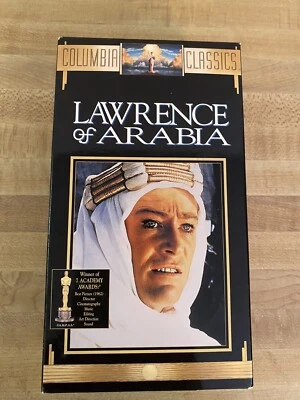 COLUMBIA CLASSICS
LAWRENCE
of ARABIA
Winner of
7 ACADEMY
AWARDS®
Best Picture (1962)
Director
Cinematography
Music
Editing
Art Direction
Sound